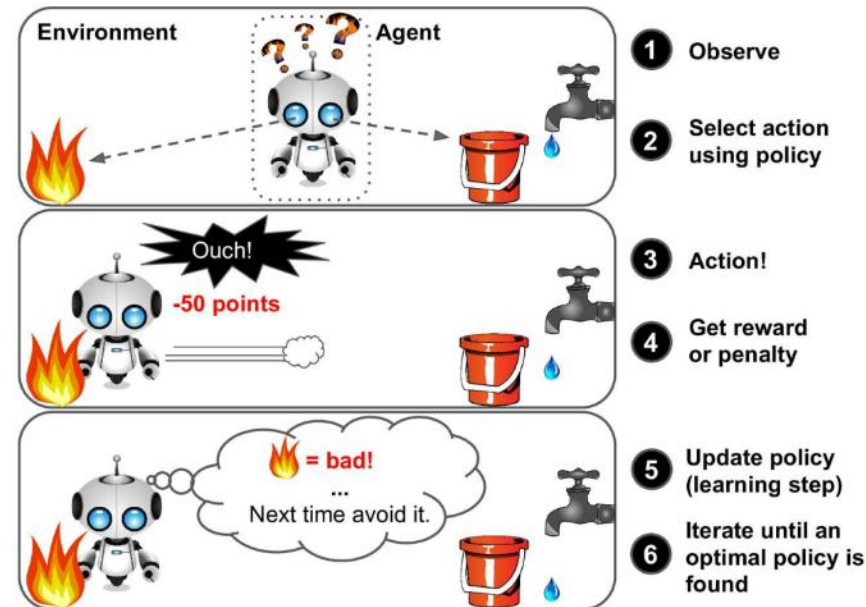 Environment
Agent
? ? ?
1 Observe
2 Select action
using policy
Ouch!
-50 points
3 Action!
4 Get reward
or penalty
= bad!
...
Next time avoid it.
5 Update policy
(learning step)
6 Iterate until an
optimal policy is
found